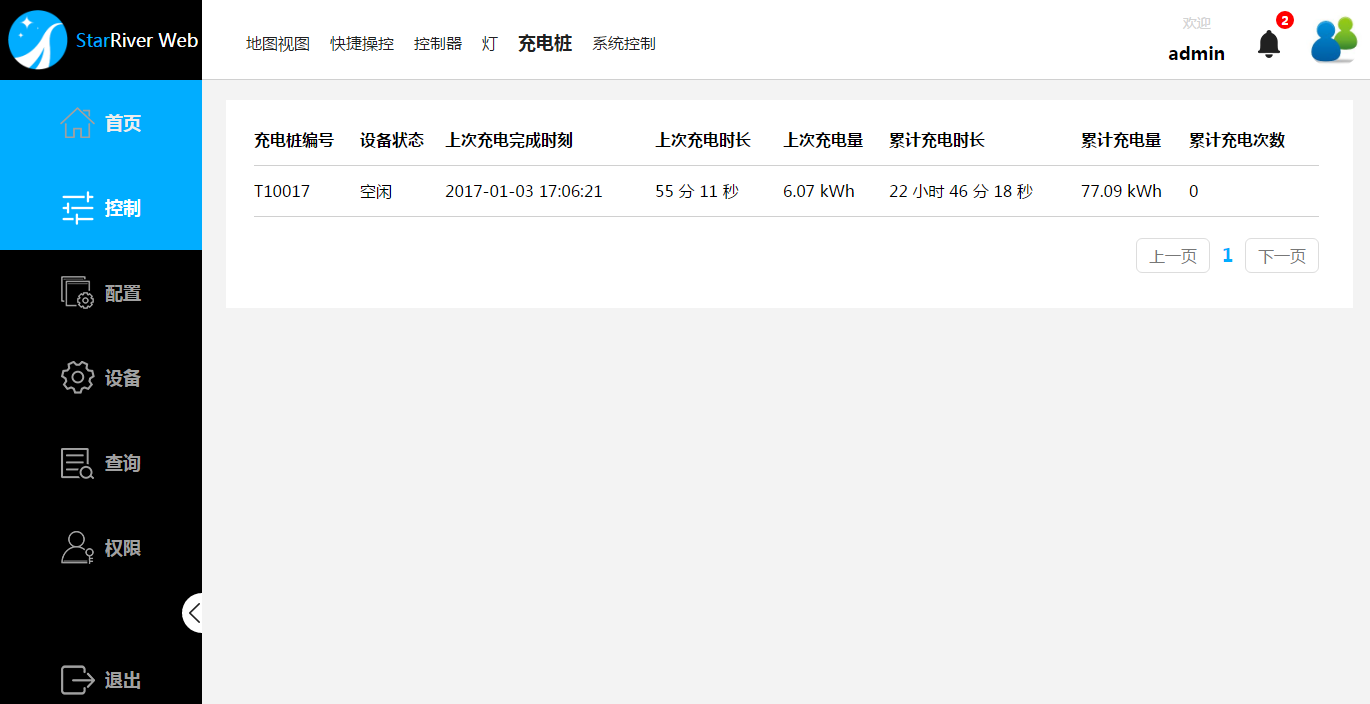 StarRiver Web
地图视图 快捷操控 控制器 灯 充电桩 系统控制
欢迎
admin
2
首页
控制
配置
设备
查询
权限
退出
充电桩编号 设备状态 上次充电完成时刻 上次充电时长 上次充电量 累计充电时长 累计充电量 累计充电次数
T10017 空闲 2017-01-03 17:06:21 55 分 11 秒 6.07 kWh 22 小时 46 分 18 秒 77.09 kWh 0
上一页 1 下一页